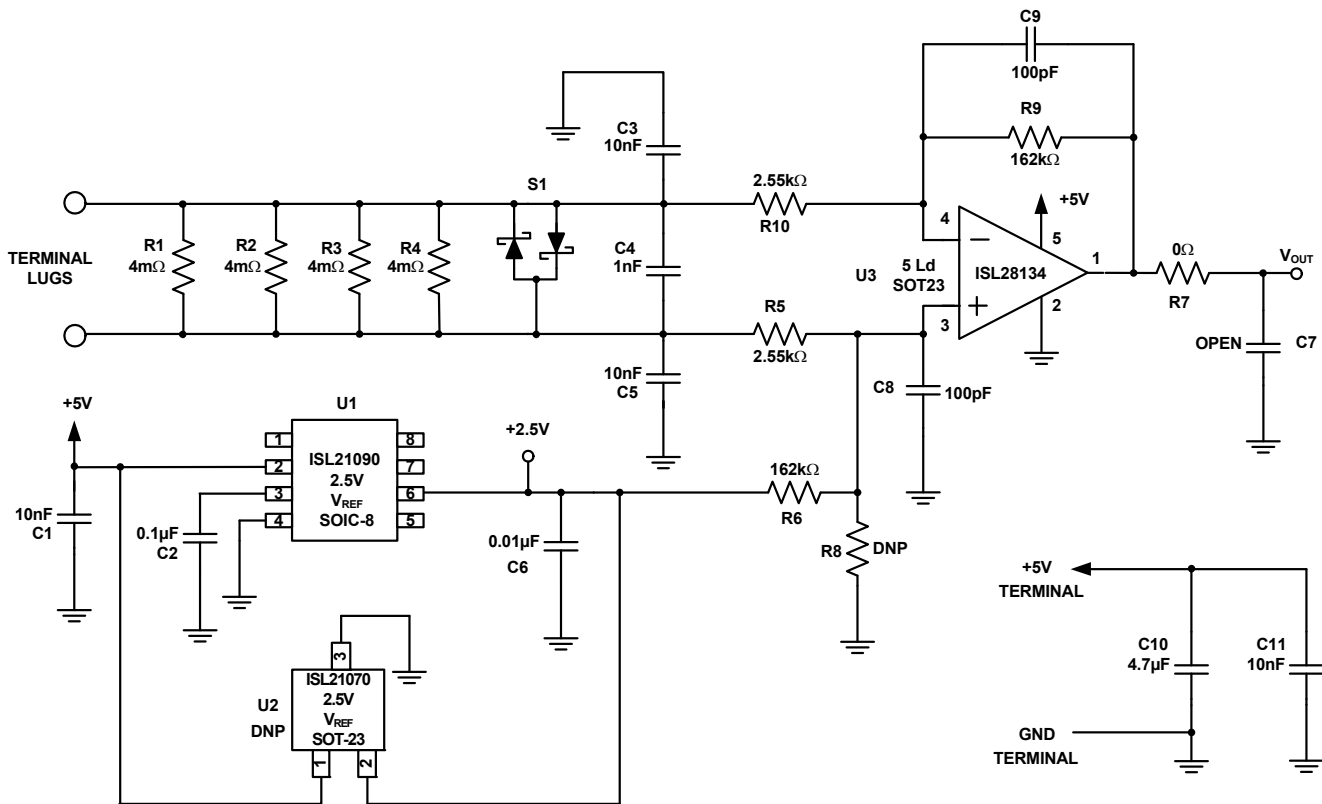 C9
100pF
R9
162kΩ
C3
10nF
S1
2.55kΩ
R10
+5V
4
5
TERMINAL
LUGS
R1
4mΩ
R2
4mΩ
R3
4mΩ
R4
4mΩ
C4
1nF
U3
5 Ld
SOT23
ISL28134
1
0Ω
R7
VOUT
R5
2.55kΩ
3
2
OPEN
C7
10nF
C5
C8
100pF
+5V
U1
+2.5V
1
8
2
7
3
6
4
5
ISL21090
2.5V
VREF
SOIC-8
10nF
C1
0.1µF
C2
0.01µF
C6
162kΩ
R6
R8
DNP
+5V
TERMINAL
C10
4.7µF
C11
10nF
GND
TERMINAL
3
U2
DNP
ISL21070
2.5V
VREF
SOT-23
1
2